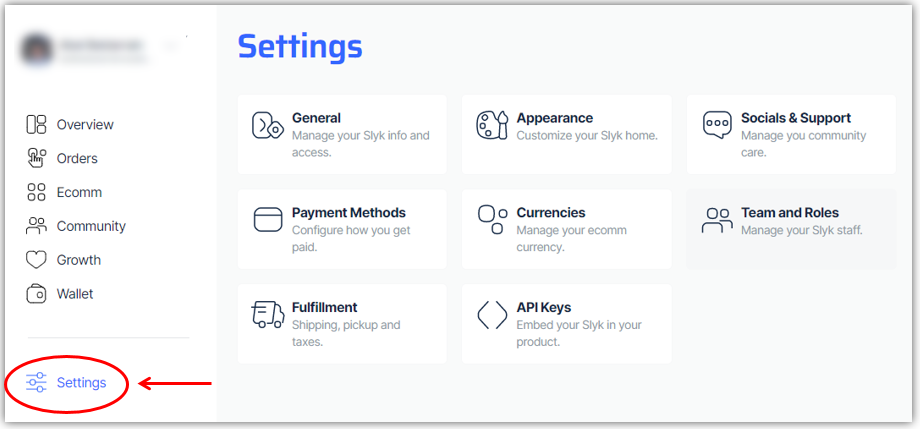 Settings
General
Manage your Slyk info and
access.
Appearance
Customize your Slyk home.
Socials & Support
Manage you community
care.
Payment Methods
Configure how you get
paid.
Currencies
Manage your ecomm
currency.
Team and Roles
Manage your Slyk staff.
Fulfillment
Shipping, pickup and
taxes.
API Keys
Embed your Slyk in your
product.
Overview
Orders
Ecomm
Community
Growth
Wallet
Settings